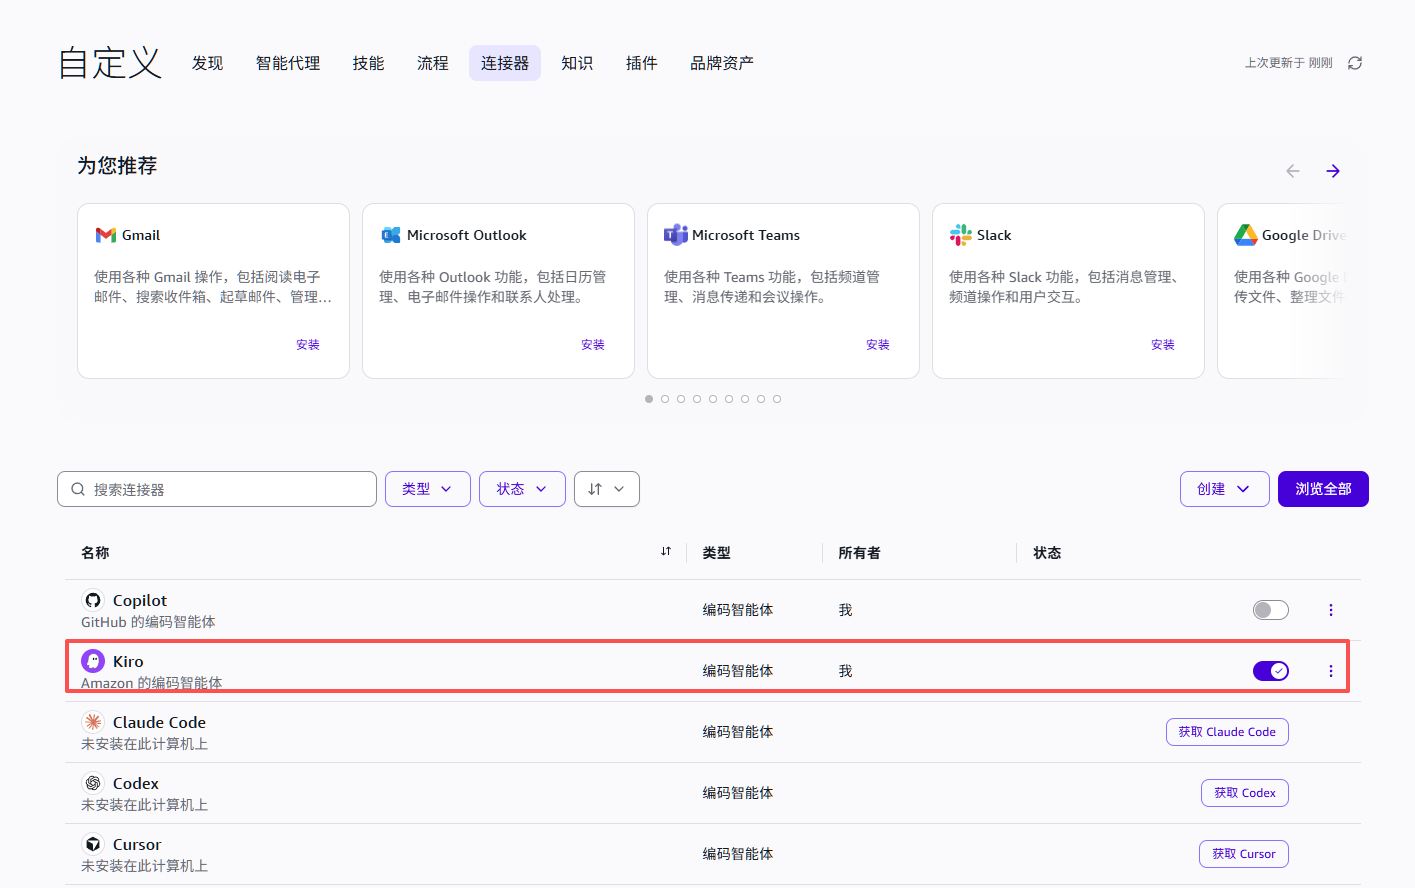 自定义
发现
智能代理
技能
流程
连接器
知识
插件
品牌资产
上次更新于 刚刚
为您推荐
Gmail
使用各种 Gmail 操作，包括阅读电子
邮件、搜索收件箱、起草邮件、管理…
安装
Microsoft Outlook
使用各种 Outlook 功能，包括日历管
理、电子邮件操作和联系人处理。
安装
Microsoft Teams
使用各种 Teams 功能，包括频道管
理、消息传递和会议操作。
安装
Slack
使用各种 Slack 功能，包括消息管理、
频道操作和用户交互。
安装
Google Drive
使用各种 Google
传文件、整理文件
搜索连接器
类型
状态
创建
浏览全部
名称
类型
所有者
状态
Copilot
GitHub 的编码智能体
编码智能体
我
Kiro
Amazon 的编码智能体
编码智能体
我
Claude Code
未安装在此计算机上
编码智能体
获取 Claude Code
Codex
未安装在此计算机上
编码智能体
获取 Codex
Cursor
未安装在此计算机上
编码智能体
获取 Cursor